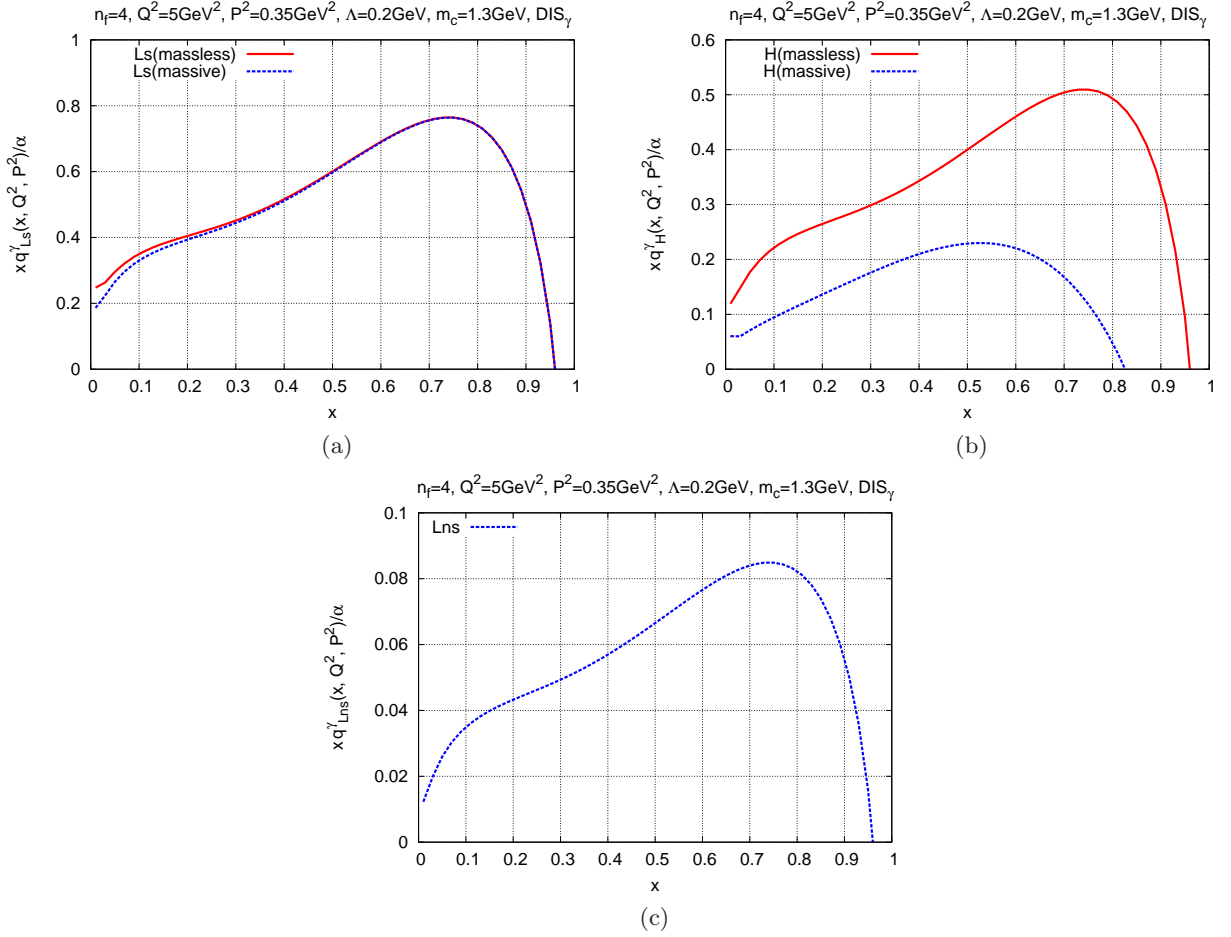 n_f=4, Q^2=5GeV^2, P^2=0.35GeV^2, Λ=0.2GeV, m_c=1.3GeV, DIS_γ
Ls(massless)
Ls(massive)
x q^γ_Ls(x, Q^2, P^2)/α
1
0.8
0.6
0.4
0.2
0
0 0.1 0.2 0.3 0.4 0.5 0.6 0.7 0.8 0.9 1
x
(a)
n_f=4, Q^2=5GeV^2, P^2=0.35GeV^2, Λ=0.2GeV, m_c=1.3GeV, DIS_γ
H(massless)
H(massive)
x q^γ_H(x, Q^2, P^2)/α
0.6
0.5
0.4
0.3
0.2
0.1
0
0 0.1 0.2 0.3 0.4 0.5 0.6 0.7 0.8 0.9 1
x
(b)
n_f=4, Q^2=5GeV^2, P^2=0.35GeV^2, Λ=0.2GeV, m_c=1.3GeV, DIS_γ
Lns
x q^γ_Lns(x, Q^2, P^2)/α
0.1
0.08
0.06
0.04
0.02
0
0 0.1 0.2 0.3 0.4 0.5 0.6 0.7 0.8 0.9 1
x
(c)